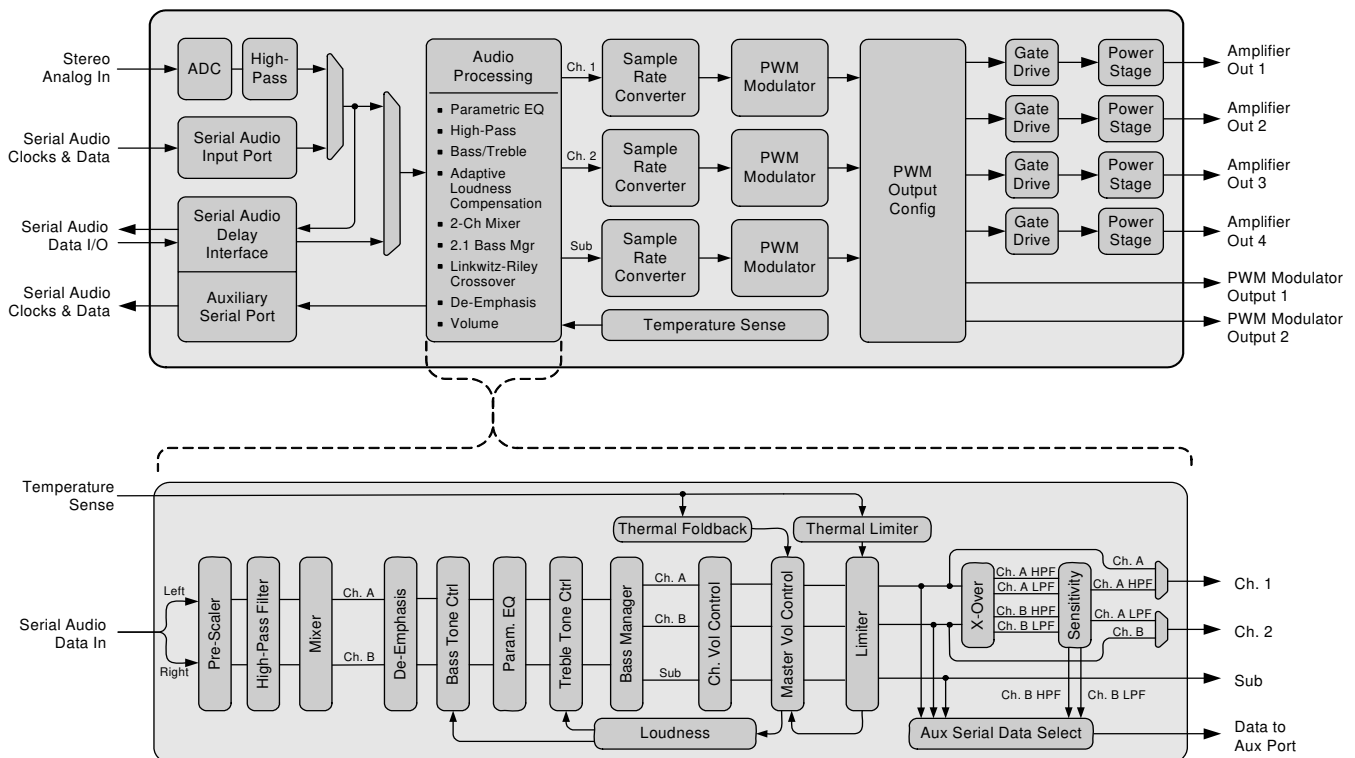 Stereo
Analog In
ADC
High-
Pass
Serial Audio
Clocks & Data
Serial Audio
Input Port
Serial Audio
Data I/O
Serial Audio
Delay
Interface
Serial Audio
Clocks & Data
Auxiliary
Serial Port
Audio
Processing
▪ Parametric EQ
▪ High-Pass
▪ Bass/Treble
▪ Adaptive
Loudness
Compensation
▪ 2-Ch Mixer
▪ 2.1 Bass Mgr
▪ Linkwitz-Riley
Crossover
▪ De-Emphasis
▪ Volume
Ch. 1
Sample
Rate
Converter
PWM
Modulator
Ch. 2
Sample
Rate
Converter
PWM
Modulator
Sub
Sample
Rate
Converter
PWM
Modulator
Temperature Sense
PWM
Output
Config
Gate
Drive
Power
Stage
Amplifier
Out 1
Gate
Drive
Power
Stage
Amplifier
Out 2
Gate
Drive
Power
Stage
Amplifier
Out 3
Gate
Drive
Power
Stage
Amplifier
Out 4
PWM Modulator
Output 1
PWM Modulator
Output 2
Temperature
Sense
Thermal Foldback
Thermal Limiter
Serial Audio
Data In
Left
Right
Pre-Scaler
High-Pass Filter
Mixer
Ch. A
Ch. B
De-Emphasis
Bass Tone Ctrl
Param. EQ
Treble Tone Ctrl
Bass Manager
Ch. A
Ch. B
Sub
Ch. Vol Control
Master Vol Control
Limiter
Loudness
X-Over
Ch. A HPF
Ch. A LPF
Ch. B HPF
Ch. B LPF
Sensitivity
Ch. A
Ch. A HPF
Ch. A LPF
Ch. B
Ch. B HPF
Ch. B LPF
Aux Serial Data Select
Ch. 1
Ch. 2
Sub
Data to
Aux Port